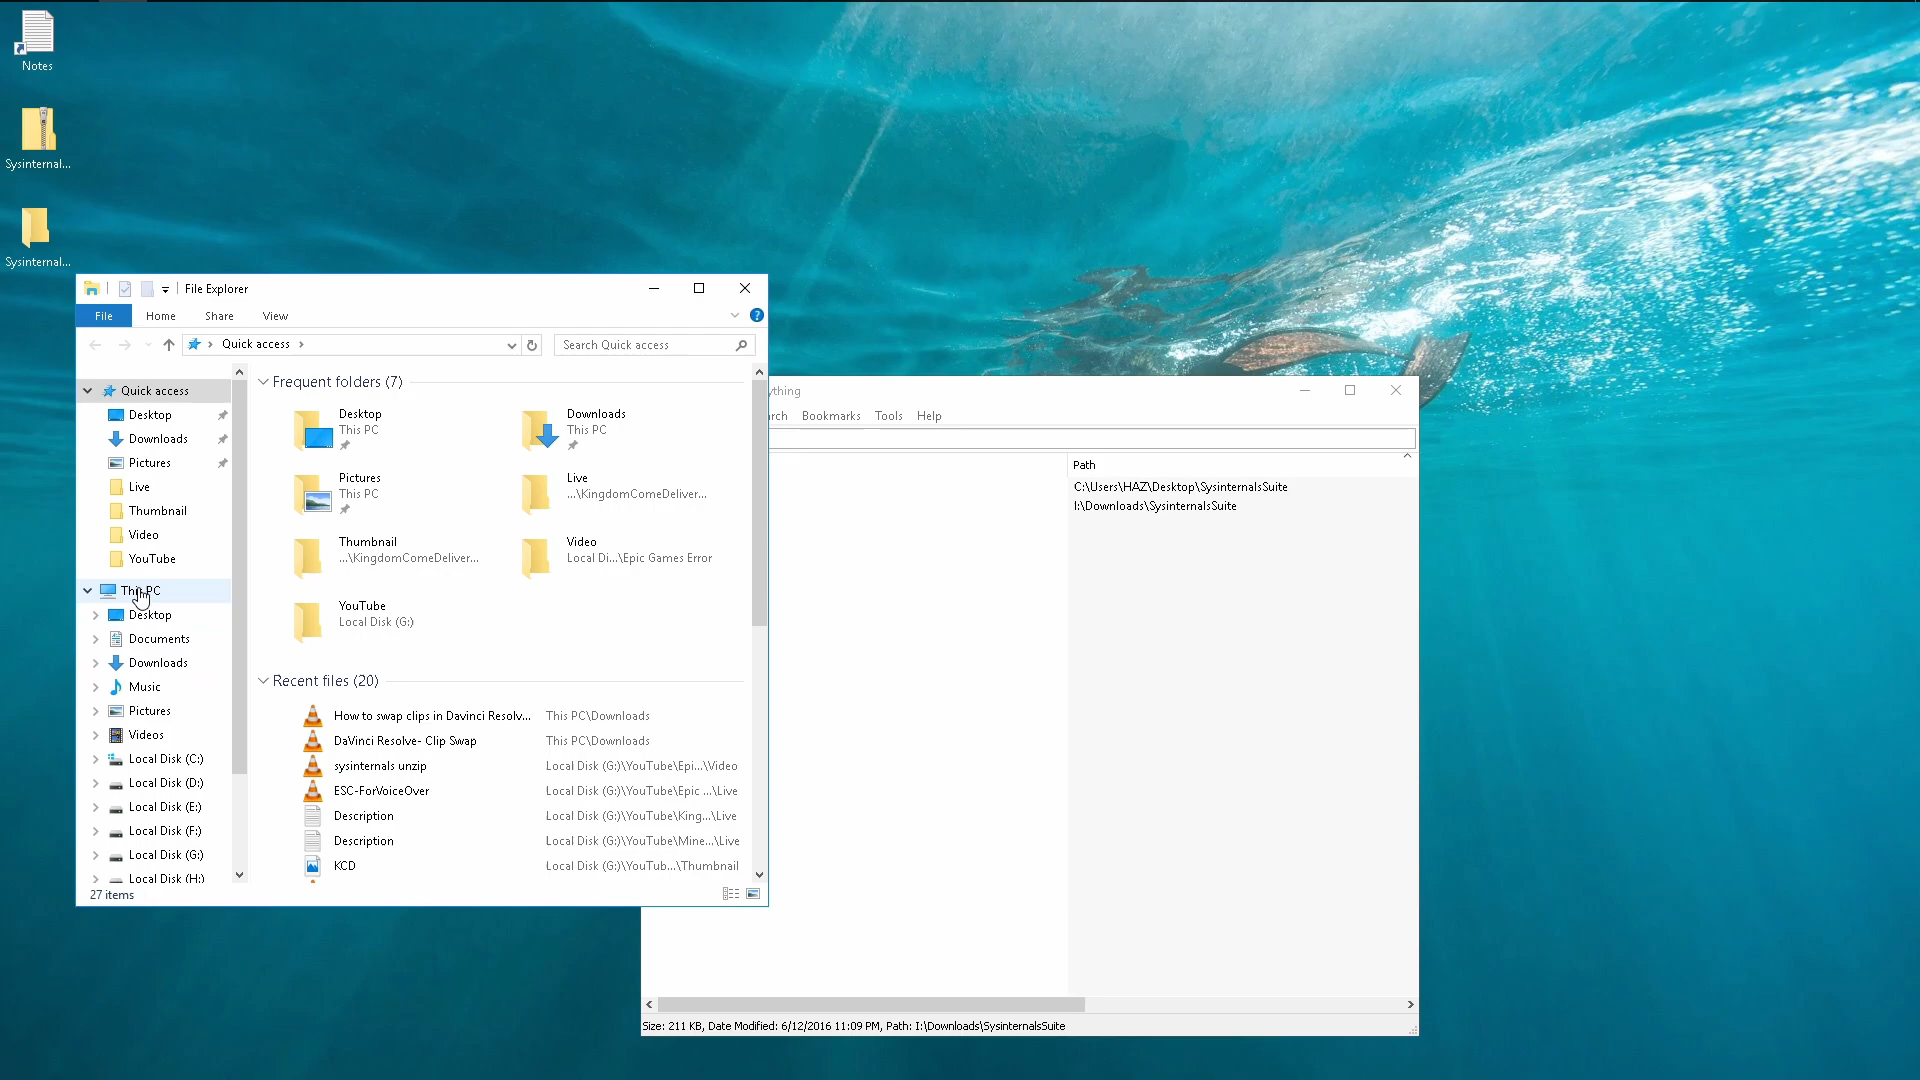 Notes
Sysinternal...
Sysinternal...
File Explorer
File
Home
Share
View
Quick access
Search Quick access
Quick access
Desktop
Downloads
Pictures
Live
Thumbnail
Video
YouTube
This PC
Desktop
Documents
Downloads
Music
Pictures
Videos
Local Disk (C:)
Local Disk (D:)
Local Disk (E:)
Local Disk (F:)
Local Disk (G:)
Local Disk (H:)
27 items
Frequent folders (7)
Desktop
This PC
Downloads
This PC
Pictures
This PC
Live
...\KingdomComeDeliver...
Thumbnail
...\KingdomComeDeliver...
Video
Local Di...\Epic Games Error
YouTube
Local Disk (G:)
Recent files (20)
How to swap clips in Davinci Resolv... This PC\Downloads
DaVinci Resolve- Clip Swap This PC\Downloads
sysinternals unzip Local Disk (G:)\YouTube\Epi...\Video
ESC-ForVoiceOver Local Disk (G:)\YouTube\Epic ...\Live
Description Local Disk (G:)\YouTube\King...\Live
Description Local Disk (G:)\YouTube\Mine...\Live
KCD Local Disk (G:)\YouTub...\Thumbnail
ything
rch Bookmarks Tools Help
Path
C:\Users\HAZ\Desktop\SysinternalsSuite
I:\Downloads\SysinternalsSuite
Size: 211 KB, Date Modified: 6/12/2016 11:09 PM, Path: I:\Downloads\SysinternalsSuite